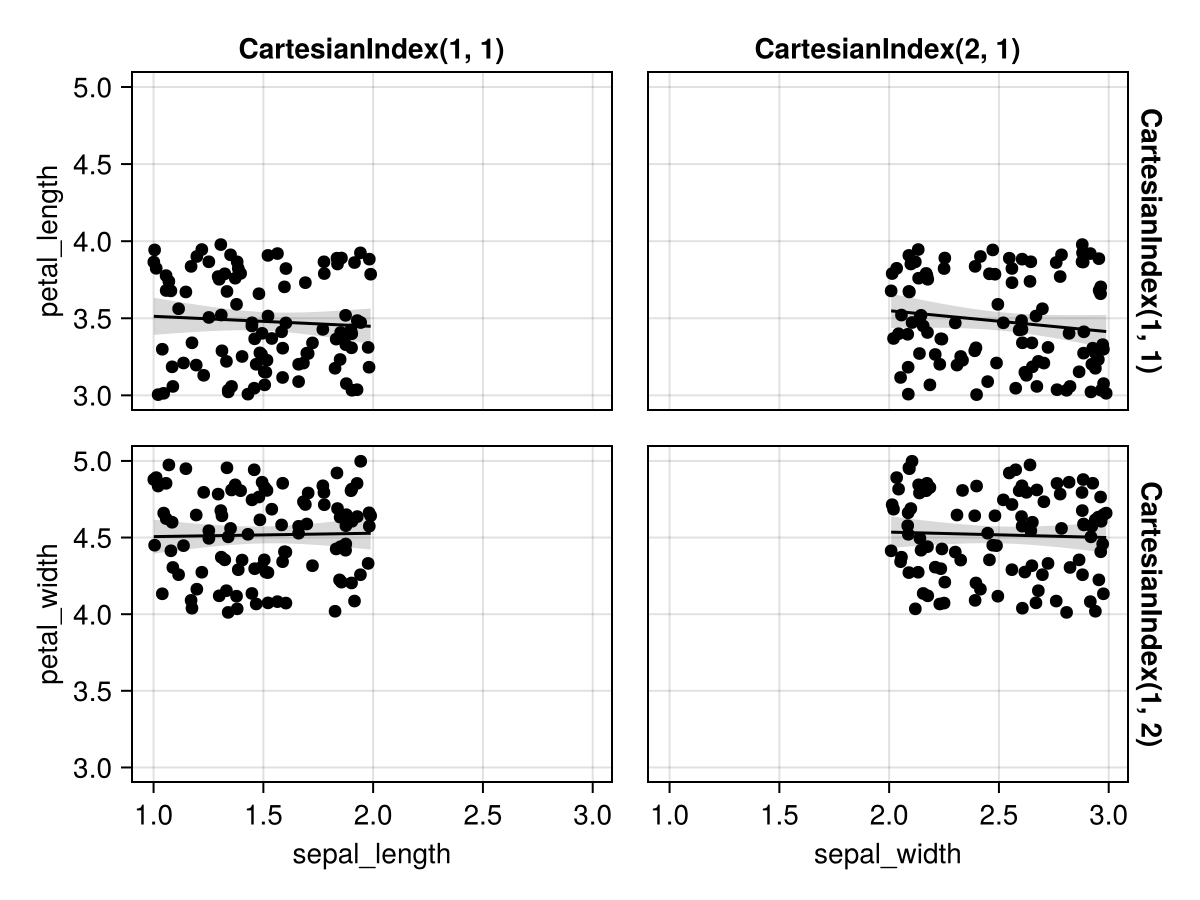 CartesianIndex(1, 1)
CartesianIndex(2, 1)
petal_length
5.0
4.5
4.0
3.5
3.0
CartesianIndex(1, 1)
petal_width
5.0
4.5
4.0
3.5
3.0
CartesianIndex(1, 2)
1.0 1.5 2.0 2.5 3.0
1.0 1.5 2.0 2.5 3.0
sepal_length
sepal_width